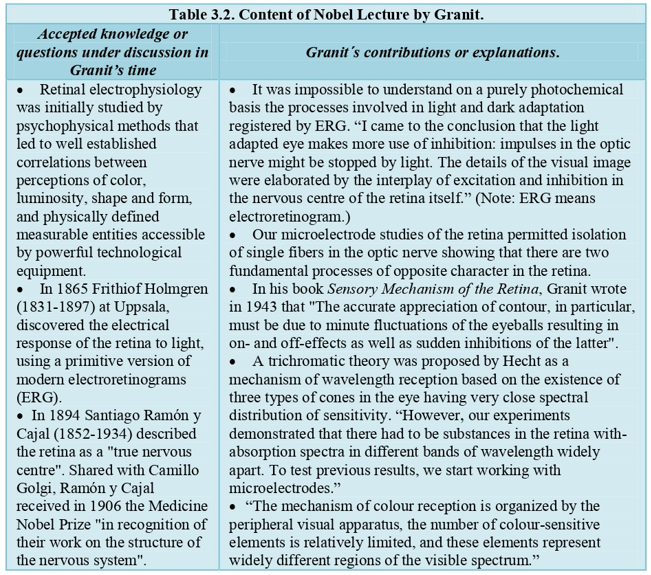 Table 3.2. Content of Nobel Lecture by Granit.
Accepted knowledge or
questions under discussion in
Granit's time
Granit´s contributions or explanations.
• Retinal electrophysiology
was initially studied by
psychophysical methods that
led to well established
correlations between
perceptions of color,
luminosity, shape and form,
and physically defined
measurable entities accessible
by powerful technological
equipment.
• In 1865 Frithiof Holmgren
(1831-1897) at Uppsala,
discovered the electrical
response of the retina to light,
using a primitive version of
modern electroretinograms
(ERG).
• In 1894 Santiago Ramón y
Cajal (1852-1934) described
the retina as a "true nervous
centre". Shared with Camillo
Golgi, Ramón y Cajal
received in 1906 the Medicine
Nobel Prize "in recognition of
their work on the structure of
the nervous system".
• It was impossible to understand on a purely photochemical
basis the processes involved in light and dark adaptation
registered by ERG. “I came to the conclusion that the light
adapted eye makes more use of inhibition: impulses in the optic
nerve might be stopped by light. The details of the visual image
were elaborated by the interplay of excitation and inhibition in
the nervous centre of the retina itself.” (Note: ERG means
electroretinogram.)
• Our microelectrode studies of the retina permitted isolation
of single fibers in the optic nerve showing that there are two
fundamental processes of opposite character in the retina.
• In his book Sensory Mechanism of the Retina, Granit wrote
in 1943 that "The accurate appreciation of contour, in particular,
must be due to minute fluctuations of the eyeballs resulting in
on- and off-effects as well as sudden inhibitions of the latter".
• A trichromatic theory was proposed by Hecht as a
mechanism of wavelength reception based on the existence of
three types of cones in the eye having very close spectral
distribution of sensitivity. “However, our experiments
demonstrated that there had to be substances in the retina with-
absorption spectra in different bands of wavelength widely
apart. To test previous results, we start working with
microelectrodes.”
• “The mechanism of colour reception is organized by the
peripheral visual apparatus, the number of colour-sensitive
elements is relatively limited, and these elements represent
widely different regions of the visible spectrum.”